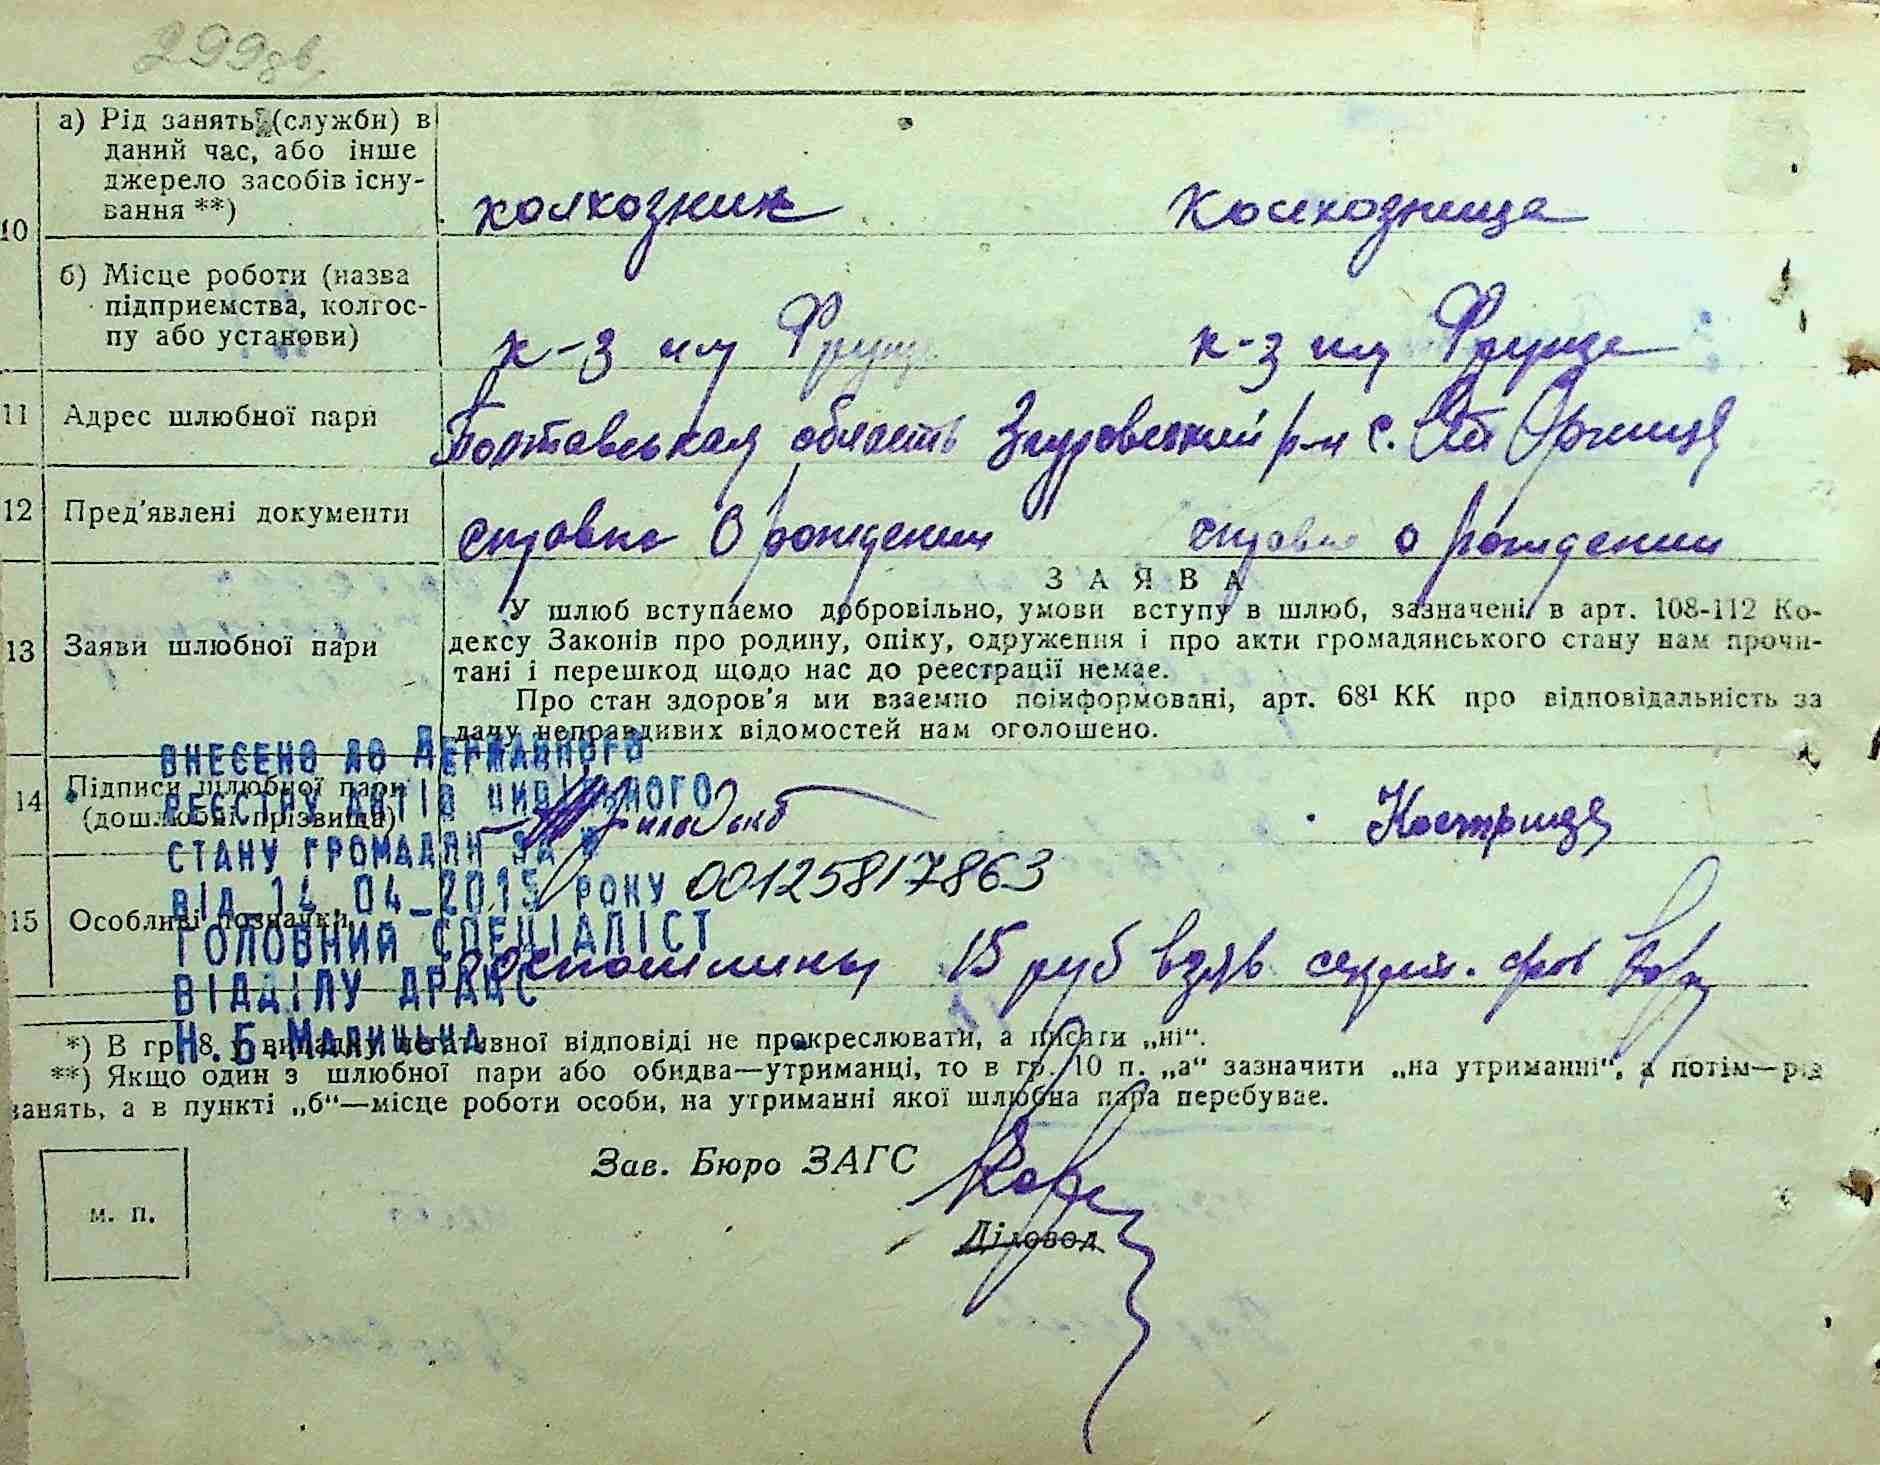 299зв.
10
а) Рід занять (служби) в
даний час, або інше
джерело засобів існу-
вання **)
колхозник колхозница
б) Місце роботи (назва
підприємства, колгос-
пу або установи)
к-з им Фрунзе к-з им Фрунзе
11 Адрес шлюбної пари
Полтавськая область Згуровський р-н с. Ст Оржица
12 Пред'явлені документи
справка о рождении справка о рождении
13 Заяви шлюбної пари
ЗАЯВА
У шлюб вступаємо добровільно, умови вступу в шлюб, зазначені в арт. 108-112 Ко-
дексу Законів про родину, опіку, одруження і про акти громадянського стану нам прочи-
тані і перешкод щодо нас до реєстрації немає.
Про стан здоров'я ми взаємно поінформовані, арт. 68¹ КК про відповідальність за
дачу неправдивих відомостей нам оголошено.
14 Підписи шлюбної пари
(дошлюбні прізвища)
Кострица
15 Особливі позначки
ВНЕСЕНО ДО ДЕРЖАВНОГО
РЕЄСТРУ АКТІВ ЦИВІЛЬНОГО
СТАНУ ГРОМАДЯН ЗА №
00125817863
ВІД 14_04_2015 РОКУ
ГОЛОВНИЙ СПЕЦІАЛІСТ
ВІДДІЛУ ДРАЦС
Н.Б.Малицька
госпошлины 15 руб взяв
*) В гр. 8 у випадку негативної відповіді не прокреслювати, а писати „ні“.
**) Якщо один з шлюбної пари або обидва—утриманці, то в гр. 10 п. „а“ зазначити „на утриманні“, а потім—рід
занять, а в пункті „б“—місце роботи особи, на утриманні якої шлюбна пара перебуває.
Зав. Бюро ЗАГС
Діловод
м. п.